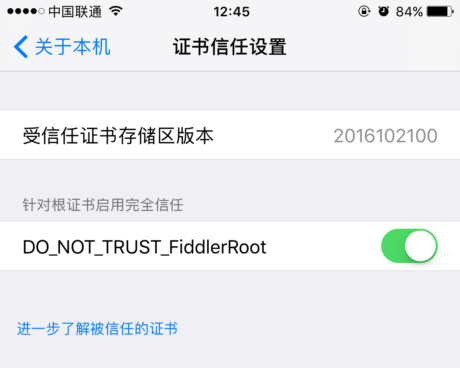 中国联通 12:45 84%
关于本机 证书信任设置
受信任证书存储区版本 2016102100
针对根证书启用完全信任
DO_NOT_TRUST_FiddlerRoot
进一步了解被信任的证书